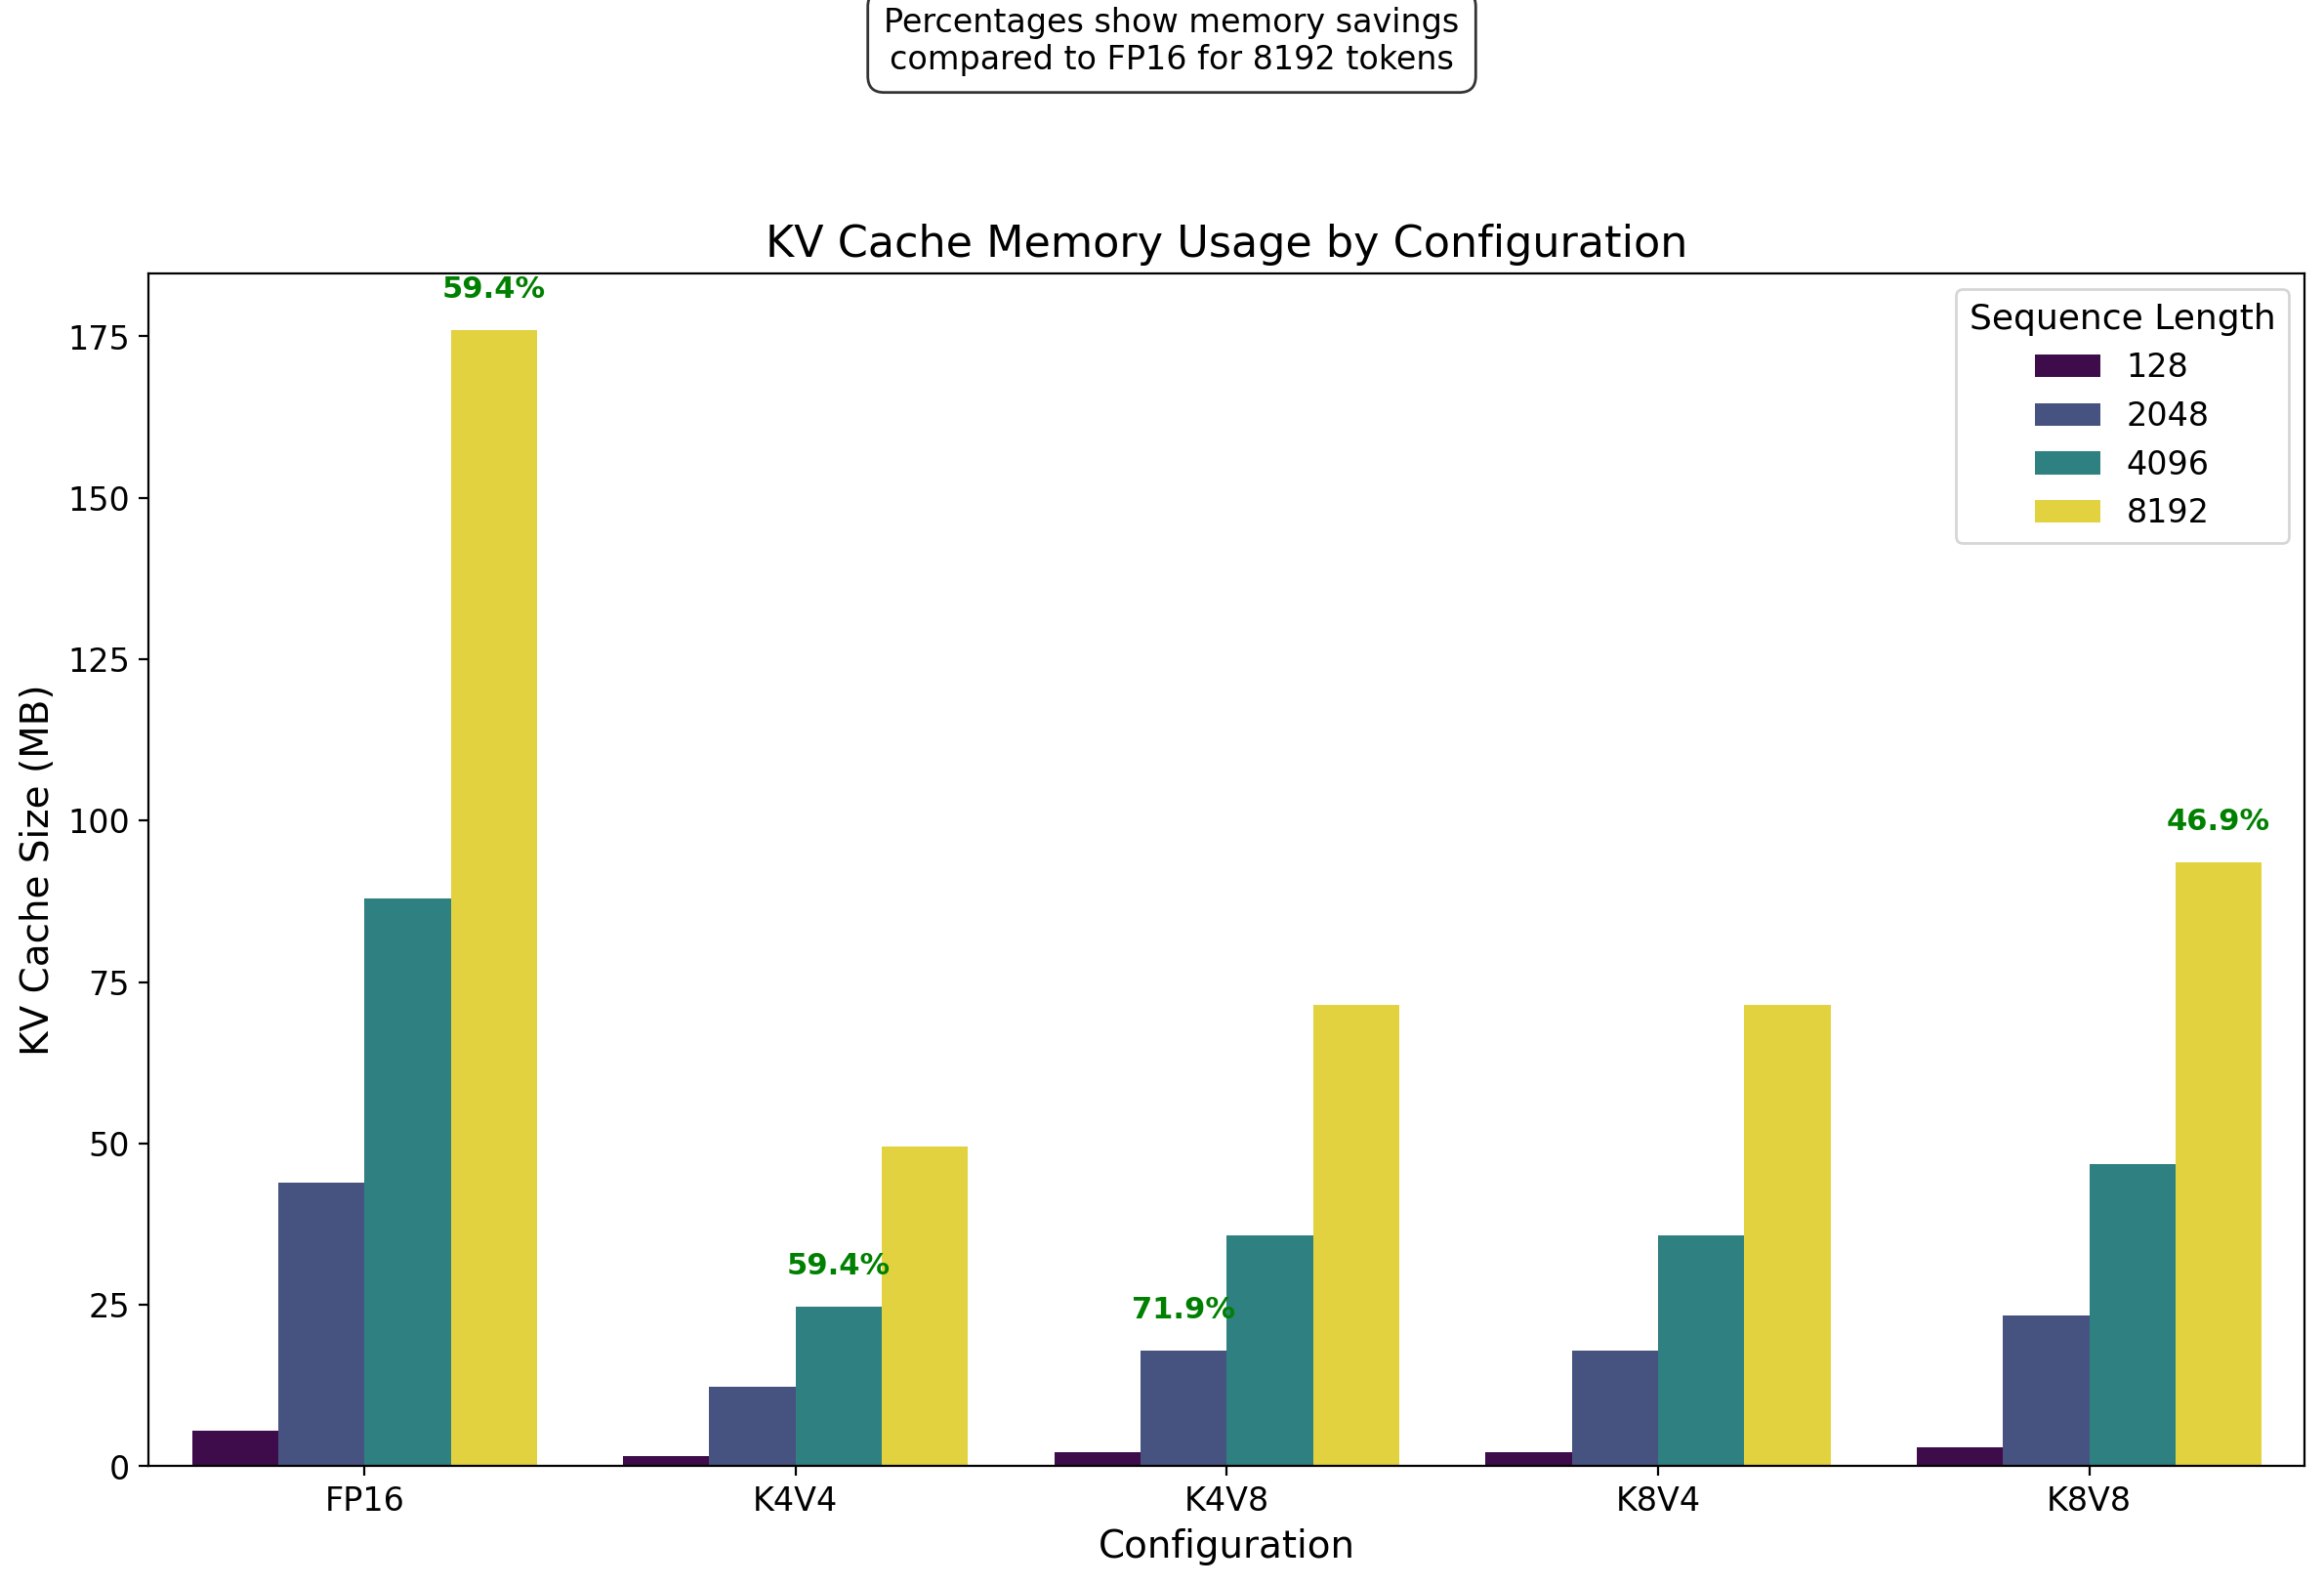 Percentages show memory savings
compared to FP16 for 8192 tokens
KV Cache Memory Usage by Configuration
KV Cache Size (MB)
175
150
125
100
75
50
25
0
59.4%
59.4%
71.9%
46.9%
Sequence Length
128
2048
4096
8192
FP16
K4V4
K4V8
K8V4
K8V8
Configuration